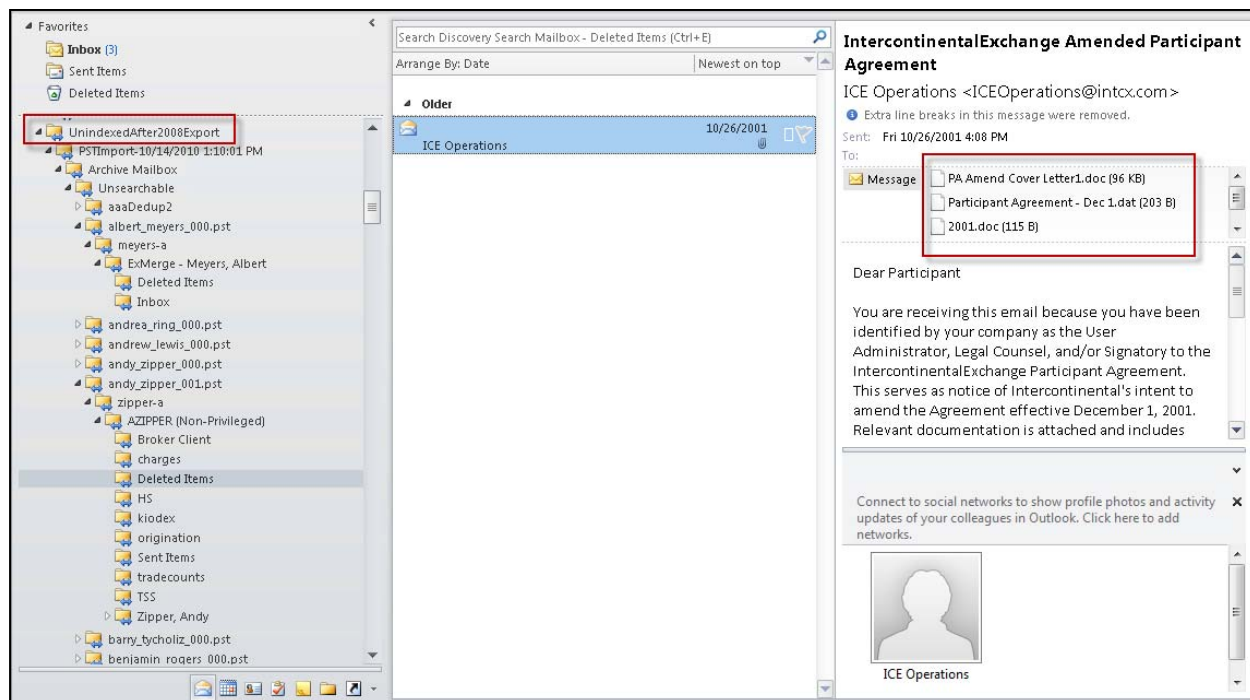 Favorites
Inbox (3)
Sent Items
Deleted Items
UnindexedAfter2008Export
PSTImport-10/14/2010 1:10:01 PM
Archive Mailbox
Unsearchable
aaaDedup2
albert_meyers_000.pst
meyers-a
ExMerge - Meyers, Albert
Deleted Items
Inbox
andrea_ring_000.pst
andrew_lewis_000.pst
andy_zipper_000.pst
andy_zipper_001.pst
zipper-a
AZIPPER (Non-Privileged)
Broker Client
charges
Deleted Items
HS
kiodex
origination
Sent Items
tradecounts
TSS
Zipper, Andy
barry_tycholiz_000.pst
benjamin_rogers_000.pst
Search Discovery Search Mailbox - Deleted Items (Ctrl+E)
Arrange By: Date Newest on top
Older
10/26/2001
ICE Operations
IntercontinentalExchange Amended Participant
Agreement
ICE Operations <ICEOperations@intcx.com>
Extra line breaks in this message were removed.
Sent: Fri 10/26/2001 4:08 PM
To:
Message PA Amend Cover Letter1.doc (96 KB)
Participant Agreement - Dec 1.dat (203 B)
2001.doc (115 B)
Dear Participant
You are receiving this email because you have been
identified by your company as the User
Administrator, Legal Counsel, and/or Signatory to the
IntercontinentalExchange Participant Agreement.
This serves as notice of Intercontinental's intent to
amend the Agreement effective December 1, 2001.
Relevant documentation is attached and includes
Connect to social networks to show profile photos and activity
updates of your colleagues in Outlook. Click here to add
networks.
ICE Operations